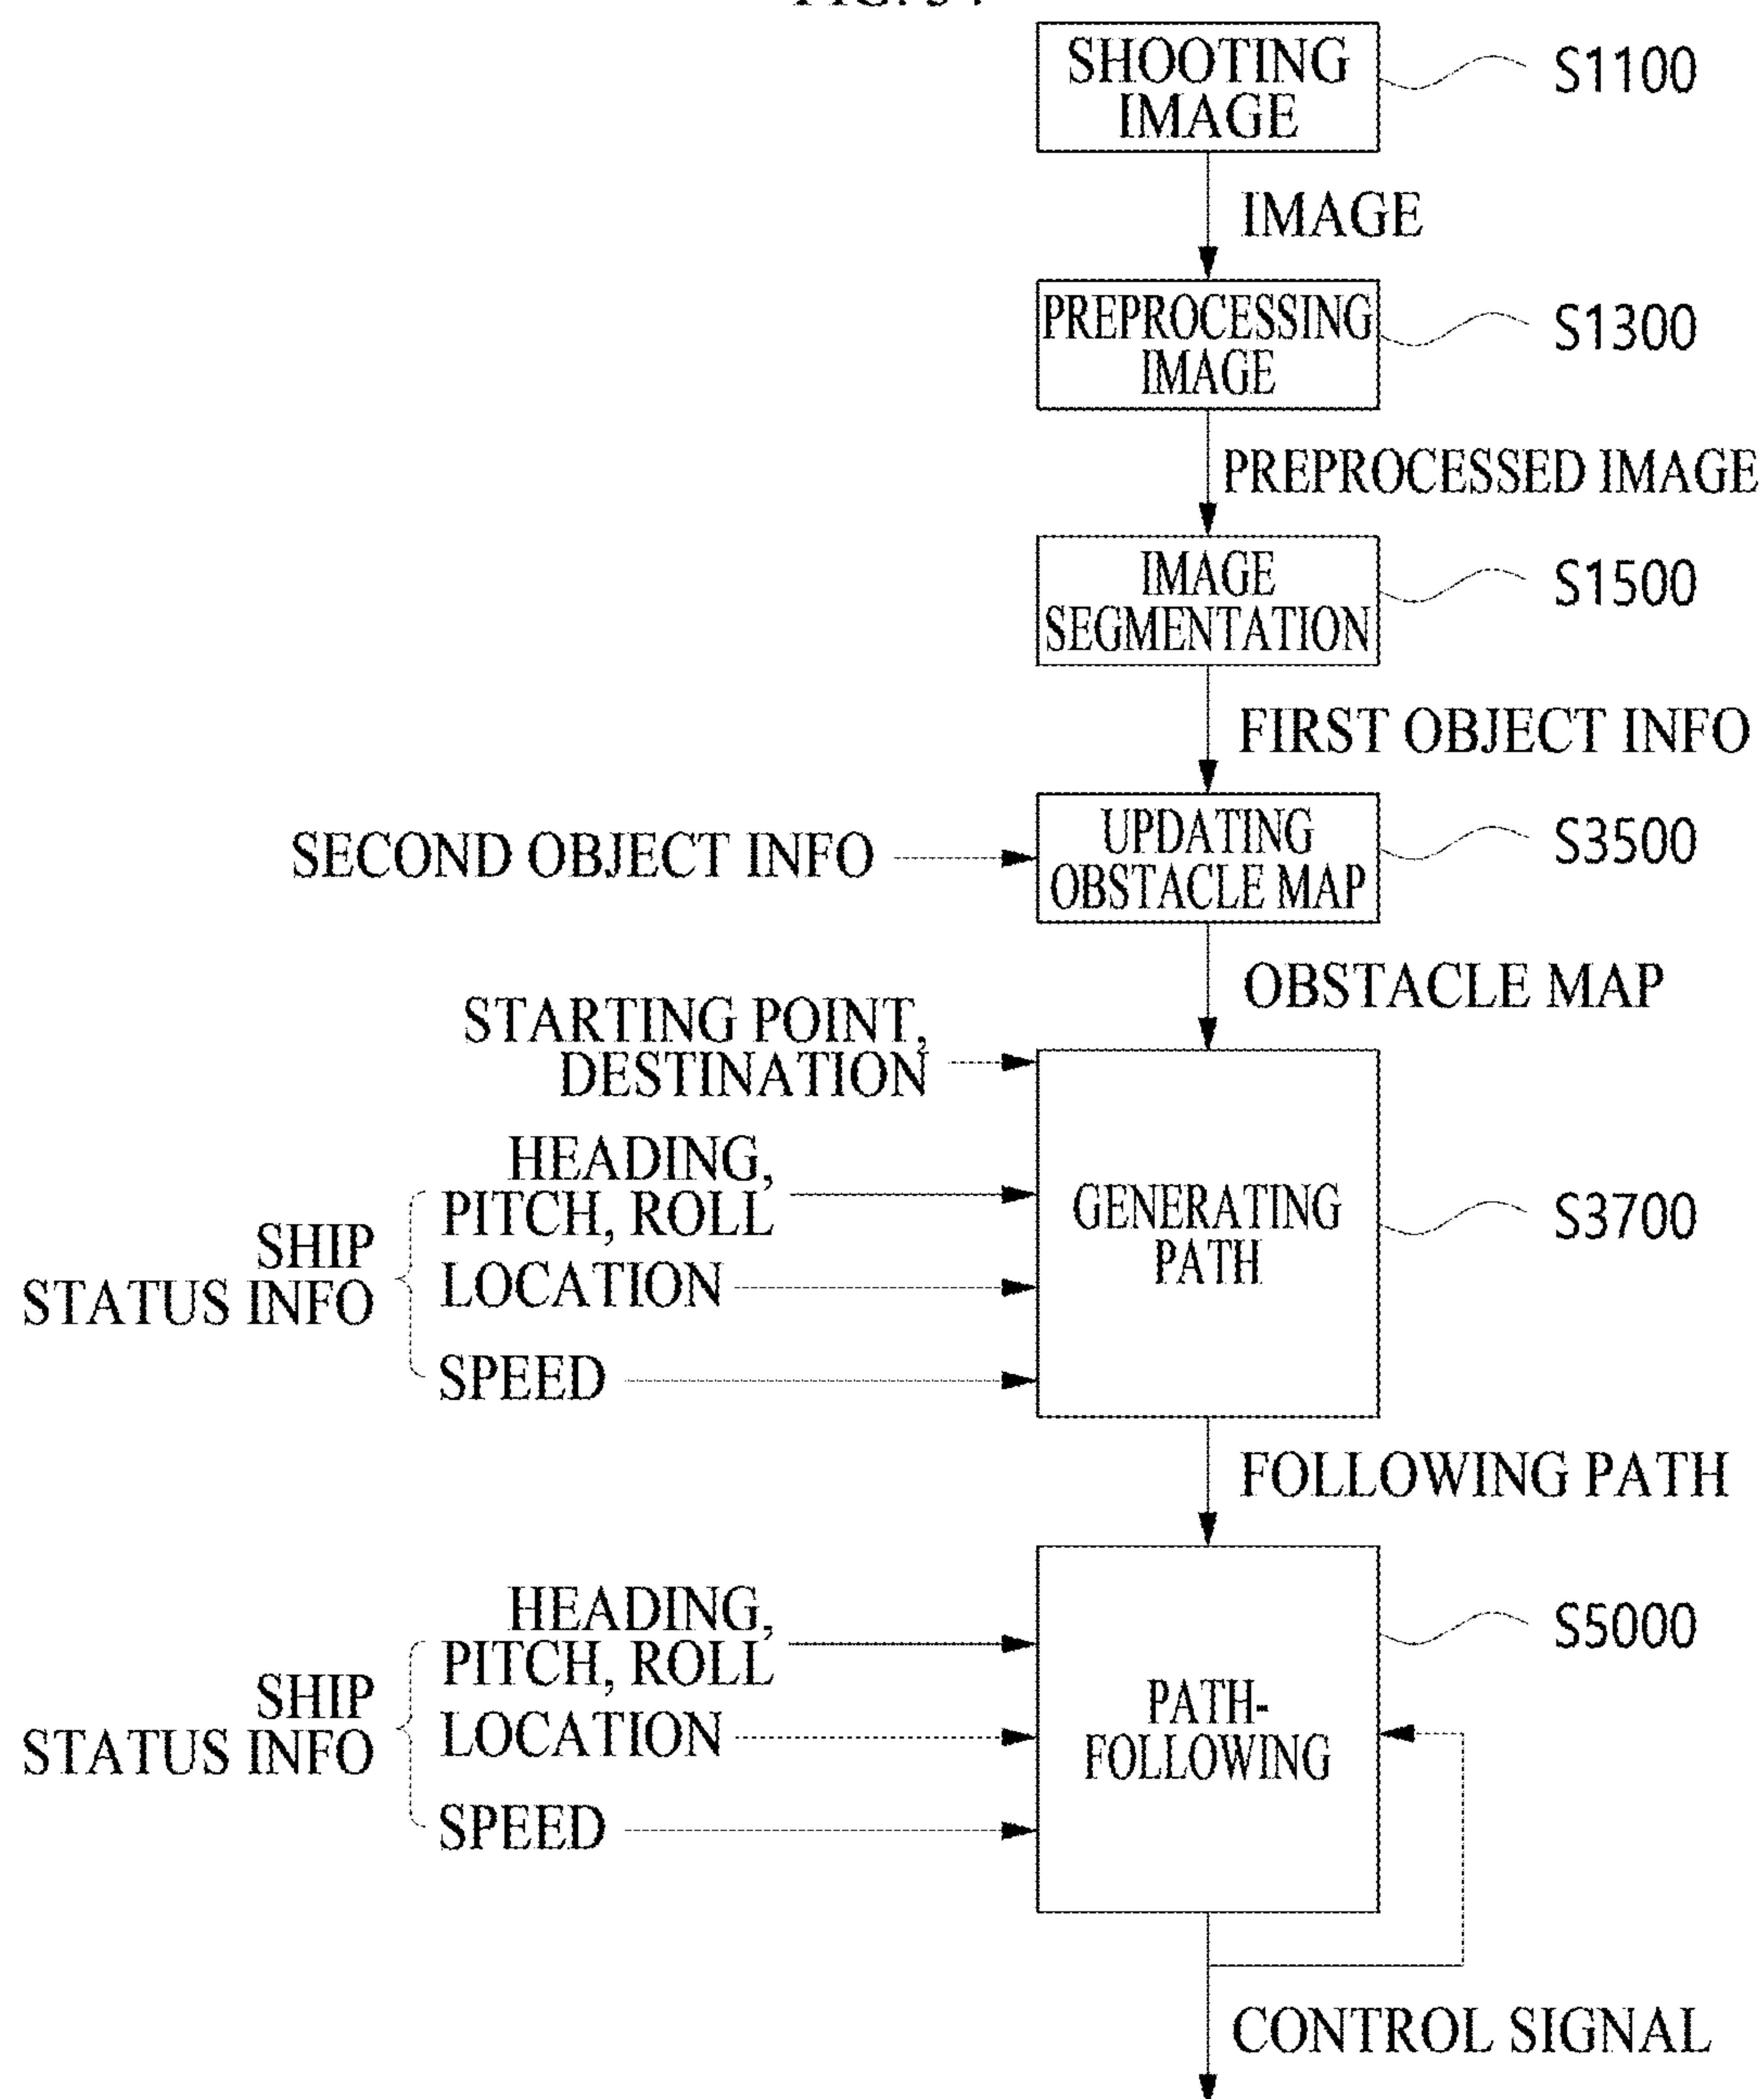 SHOOTING
IMAGE
S1100
IMAGE
PREPROCESSING
IMAGE
S1300
PREPROCESSED IMAGE
IMAGE
SEGMENTATION
S1500
FIRST OBJECT INFO
SECOND OBJECT INFO
UPDATING
OBSTACLE MAP
S3500
OBSTACLE MAP
STARTING POINT,
DESTINATION
HEADING,
PITCH, ROLL
LOCATION
SPEED
SHIP
STATUS INFO
GENERATING
PATH
S3700
FOLLOWING PATH
HEADING,
PITCH, ROLL
LOCATION
SPEED
SHIP
STATUS INFO
PATH-
FOLLOWING
S5000
CONTROL SIGNAL